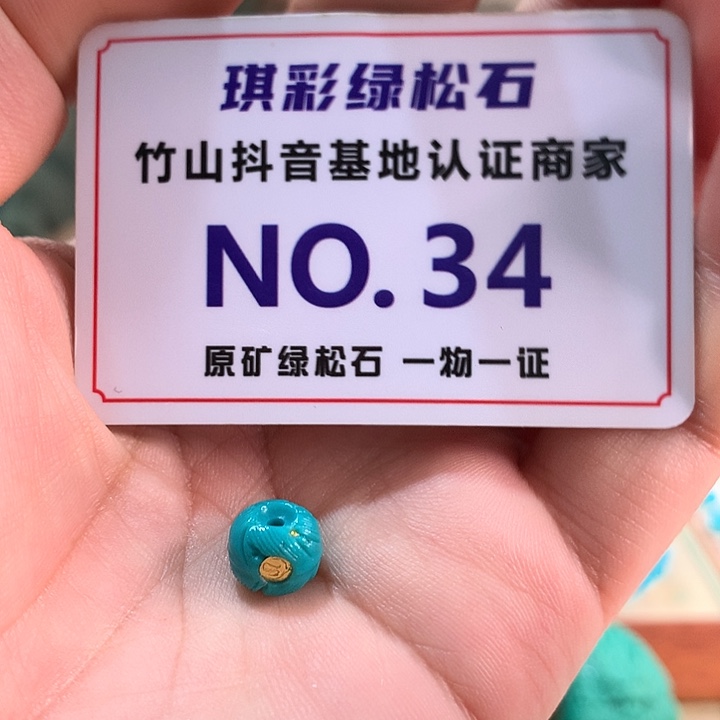 琪彩绿松石
竹山抖音基地认证商家
NO.34
原矿绿松石 一物一证